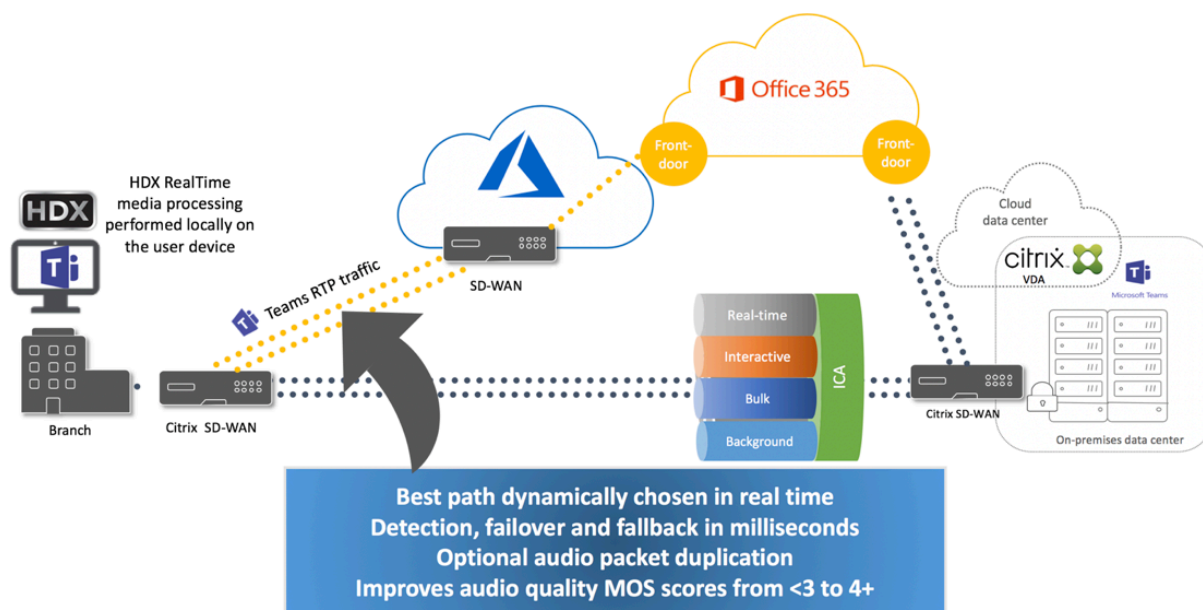 Office 365
Front-
door
Front-
door
HDX
HDX RealTime
media processing
performed locally on
the user device
Cloud
data center
citrix
VDA
Microsoft Teams
SD-WAN
Teams RTP traffic
Real-time
Interactive
Bulk
Background
ICA
Branch
Citrix SD-WAN
Citrix SD-WAN
On-premises data center
Best path dynamically chosen in real time
Detection, failover and fallback in milliseconds
Optional audio packet duplication
Improves audio quality MOS scores from <3 to 4+